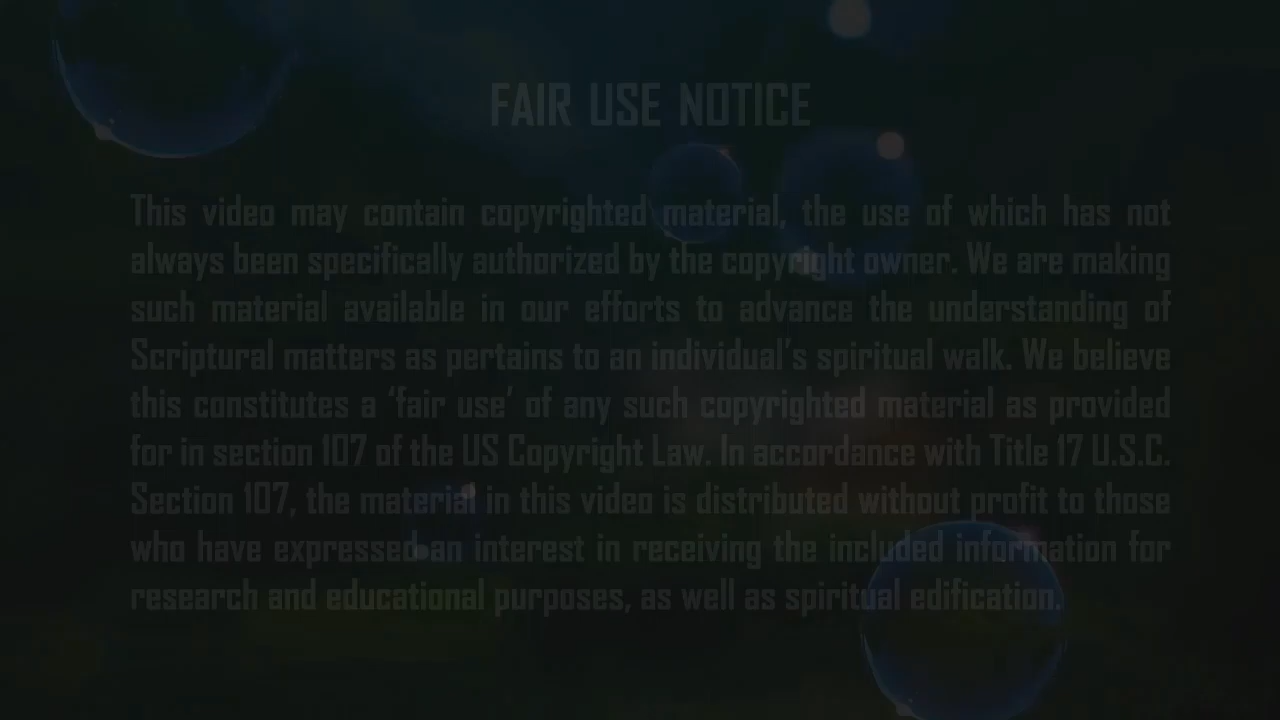 FAIR USE NOTICE
This video may contain copyrighted material, the use of which has not
always been specifically authorized by the copyright owner. We are making
such material available in our efforts to advance the understanding of
Scriptural matters as pertains to an individual’s spiritual walk. We believe
this constitutes a ‘fair use’ of any such copyrighted material as provided
for in section 107 of the US Copyright Law. In accordance with Title 17 U.S.C.
Section 107, the material in this video is distributed without profit to those
who have expressed an interest in receiving the included information for
research and educational purposes, as well as spiritual edification.